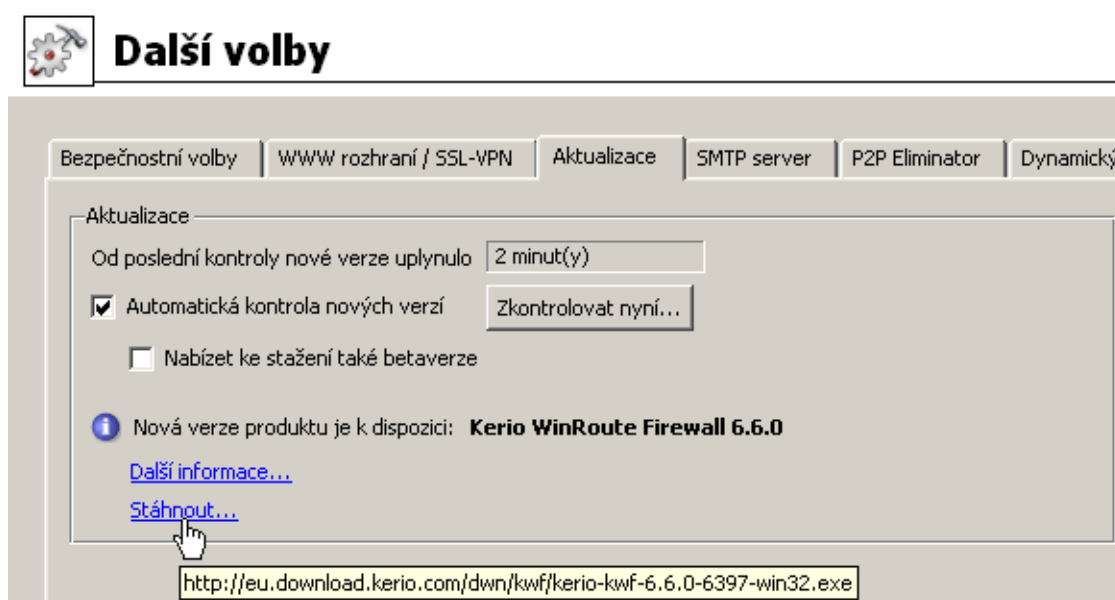 Další volby
Bezpečnostní volby WWW rozhraní / SSL-VPN Aktualizace SMTP server P2P Eliminator Dynamický
Aktualizace
Od poslední kontroly nové verze uplynulo 2 minut(y)
Automatická kontrola nových verzí Zkontrolovat nyní...
Nabízet ke stažení také betaverze
Nová verze produktu je k dispozici: Kerio WinRoute Firewall 6.6.0
Další informace...
Stáhnout...
http://eu.download.kerio.com/dwn/kwf/kerio-kwf-6.6.0-6397-win32.exe